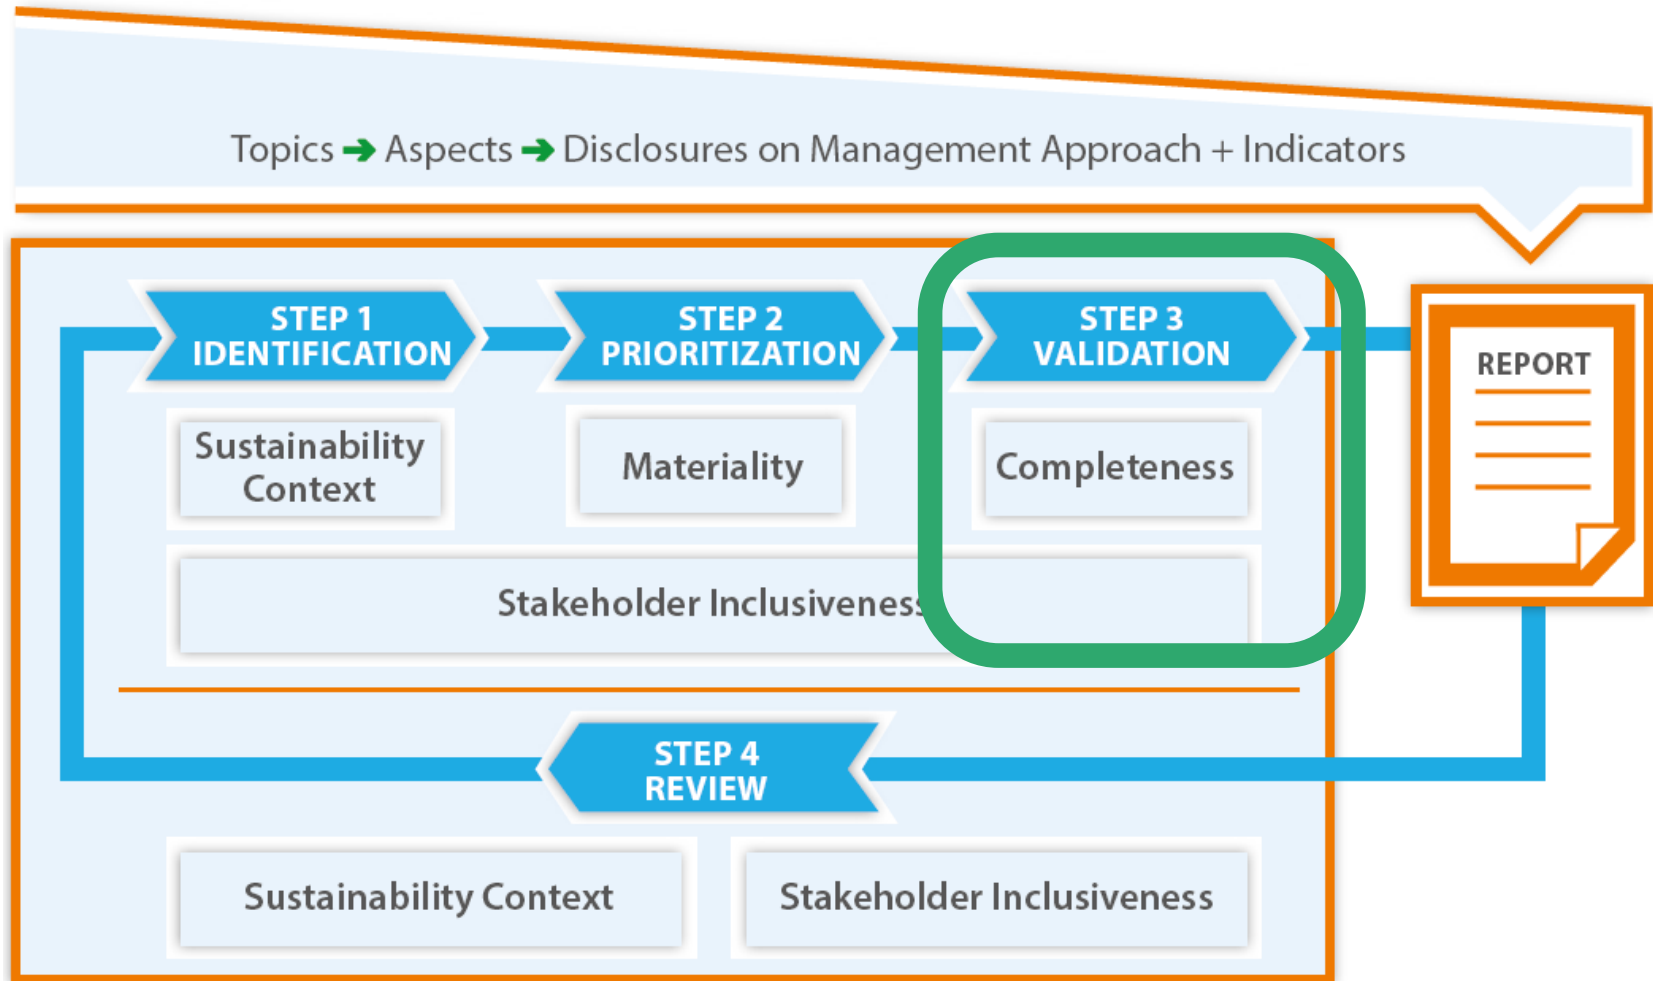 Topics ➔ Aspects ➔ Disclosures on Management Approach + Indicators
STEP 1
IDENTIFICATION
STEP 2
PRIORITIZATION
STEP 3
VALIDATION
REPORT
Sustainability
Context
Materiality
Completeness
Stakeholder Inclusiveness
STEP 4
REVIEW
Sustainability Context
Stakeholder Inclusiveness